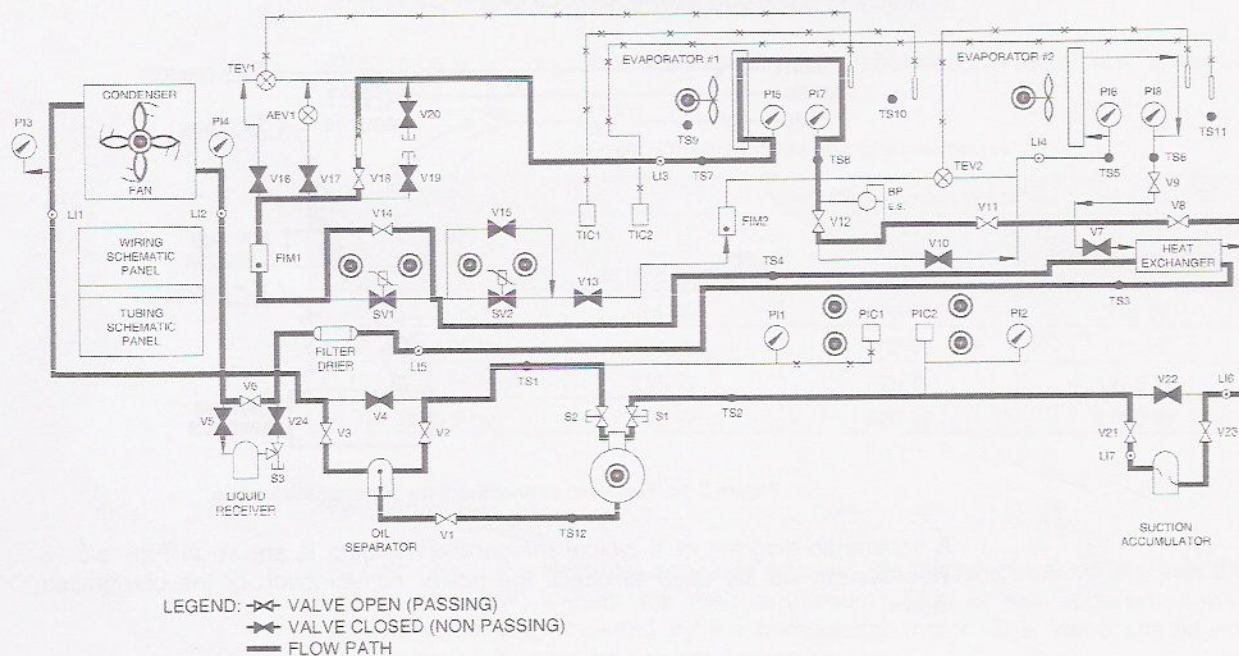 TEV1
EVAPORATOR #1
EVAPORATOR #2
CONDENSER
FAN
PI3
PI4
AEV1
V20
PI5
PI7
TS10
TS9
PI6
PI8
TS11
V16
V17
V18
V19
LI3
TS7
TS8
TEV2
LI4
TS5
TS6
V9
LI1
LI2
V14
V15
TIC1
TIC2
FIM2
BP
E.S.
V12
V11
V8
V10
V7
HEAT
EXCHANGER
WIRING
SCHEMATIC
PANEL
TUBING
SCHEMATIC
PANEL
FIM1
SV1
SV2
V13
TS4
TS3
FILTER
DRIER
LI5
PI1
PIC1
PIC2
PI2
V6
V5
V24
S3
LIQUID
RECEIVER
TS1
V4
V3
V2
S2
S1
TS2
V22
LI6
V21
V23
LI7
OIL
SEPARATOR
V1
TS12
SUCTION
ACCUMULATOR
LEGEND:
VALVE OPEN (PASSING)
VALVE CLOSED (NON PASSING)
FLOW PATH